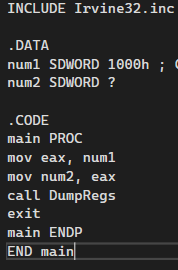 INCLUDE Irvine32.inc
.DATA
num1 SDWORD 1000h ;
num2 SDWORD ?
.CODE
main PROC
mov eax, num1
mov num2, eax
call DumpRegs
exit
main ENDP
END main